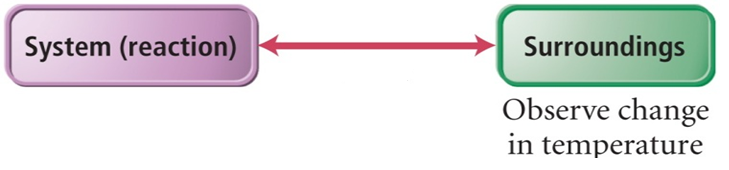 System (reaction)
Surroundings
Observe change
in temperature